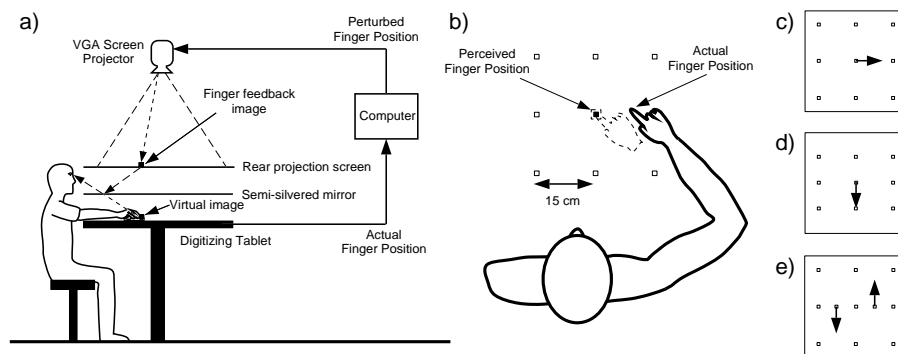 a)
Perturbed
Finger Position
VGA Screen
Projector
Finger feedback
image
Computer
Rear projection screen
Semi-silvered mirror
Virtual image
Digitizing Tablet
Actual
Finger Position
b)
Perceived
Finger Position
Actual
Finger Position
15 cm
c)
d)
e)